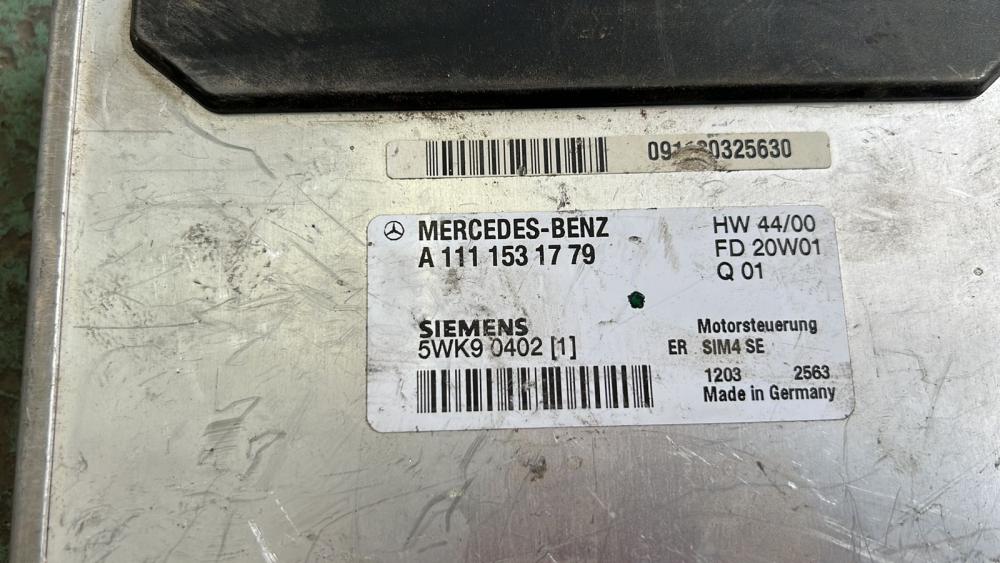 MERCEDES-BENZ
A 111 153 17 79
HW 44/00
FD 20W01
Q 01
SIEMENS
5WK9 0402 [1]
Motorsteuerung
ER SIM4 SE
1203 2563
Made in Germany